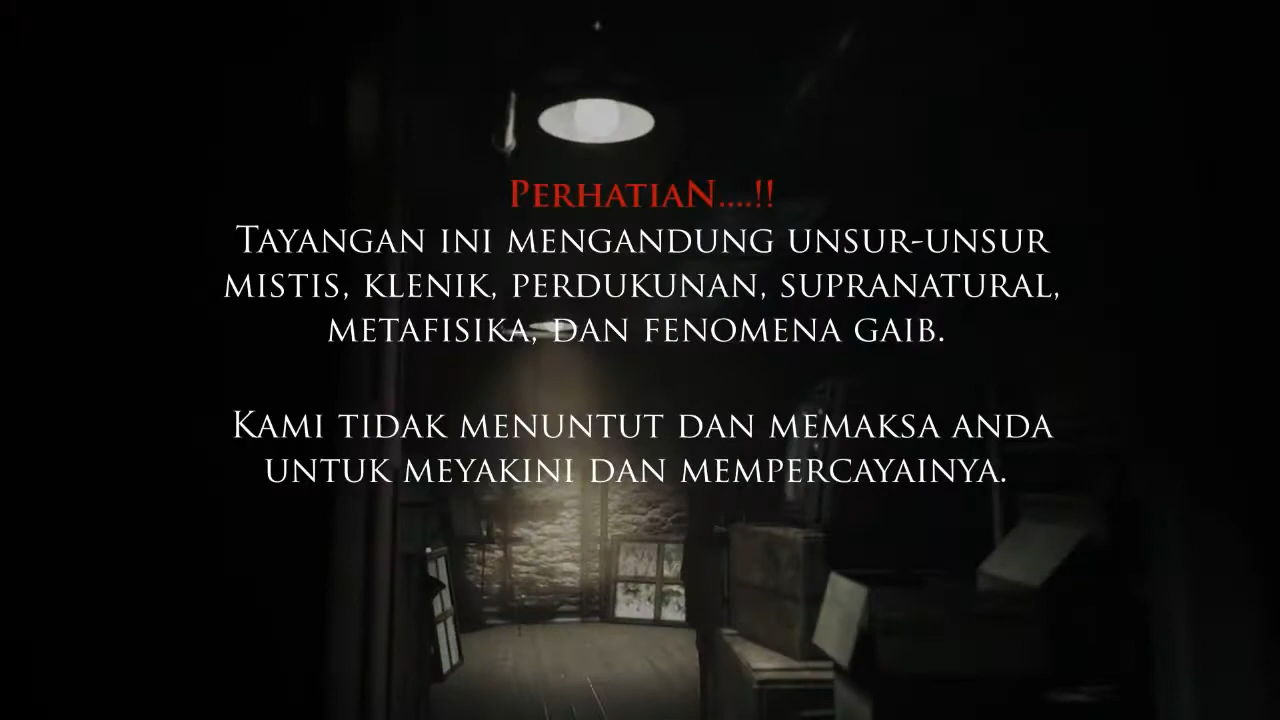 PERHATIAN....!!
TAYANGAN INI MENGANDUNG UNSUR-UNSUR
MISTIS, KLENIK, PERDUKUNAN, SUPRANATURAL,
METAFISIKA, DAN FENOMENA GAIB.
KAMI TIDAK MENUNTUT DAN MEMAKSA ANDA
UNTUK MEYAKINI DAN MEMPERCAYAINYA.